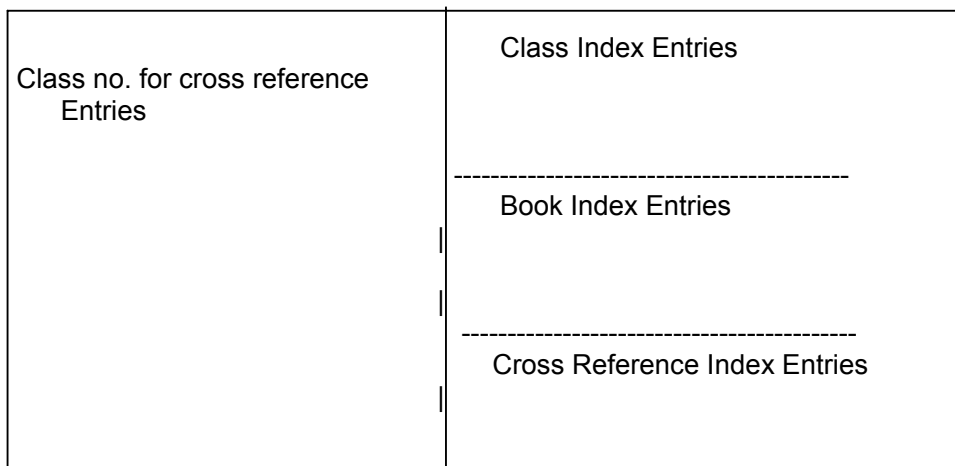 Class no. for cross reference
Entries
Class Index Entries
-------------------------------------------
Book Index Entries
-------------------------------------------
Cross Reference Index Entries